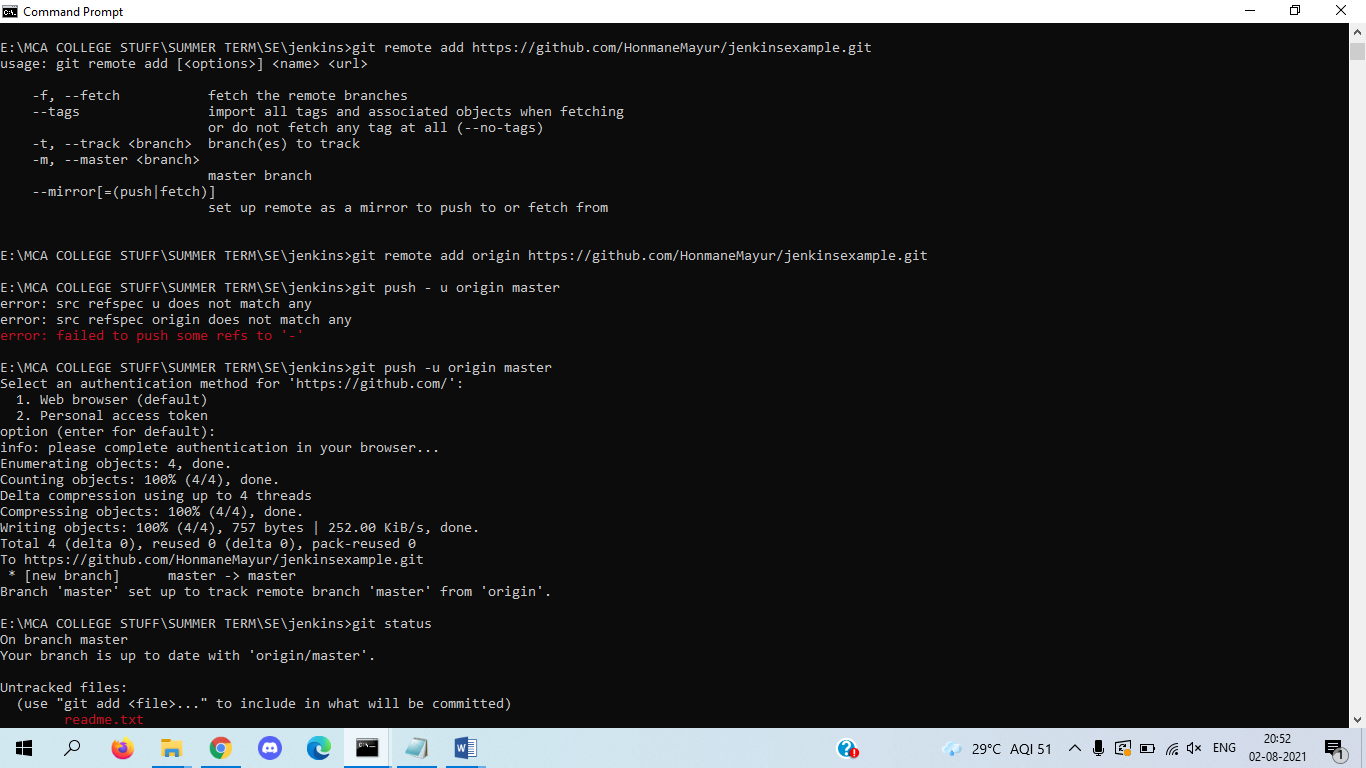 Command Prompt
E:\MCA COLLEGE STUFF\SUMMER TERM\SE\jenkins>git remote add https://github.com/HonmaneMayur/jenkinsexample.git
usage: git remote add [<options>] <name> <url>
-f, --fetch fetch the remote branches
--tags import all tags and associated objects when fetching
or do not fetch any tag at all (--no-tags)
-t, --track <branch> branch(es) to track
-m, --master <branch>
master branch
--mirror[=(push|fetch)]
set up remote as a mirror to push to or fetch from
E:\MCA COLLEGE STUFF\SUMMER TERM\SE\jenkins>git remote add origin https://github.com/HonmaneMayur/jenkinsexample.git
E:\MCA COLLEGE STUFF\SUMMER TERM\SE\jenkins>git push - u origin master
error: src refspec u does not match any
error: src refspec origin does not match any
error: failed to push some refs to '-'
E:\MCA COLLEGE STUFF\SUMMER TERM\SE\jenkins>git push -u origin master
Select an authentication method for 'https://github.com/':
1. Web browser (default)
2. Personal access token
option (enter for default):
info: please complete authentication in your browser...
Enumerating objects: 4, done.
Counting objects: 100% (4/4), done.
Delta compression using up to 4 threads
Compressing objects: 100% (4/4), done.
Writing objects: 100% (4/4), 757 bytes | 252.00 KiB/s, done.
Total 4 (delta 0), reused 0 (delta 0), pack-reused 0
To https://github.com/HonmaneMayur/jenkinsexample.git
* [new branch] master -> master
Branch 'master' set up to track remote branch 'master' from 'origin'.
E:\MCA COLLEGE STUFF\SUMMER TERM\SE\jenkins>git status
On branch master
Your branch is up to date with 'origin/master'.
Untracked files:
(use "git add <file>..." to include in what will be committed)
readme.txt
29°C AQI 51 ENG 20:52
02-08-2021 1